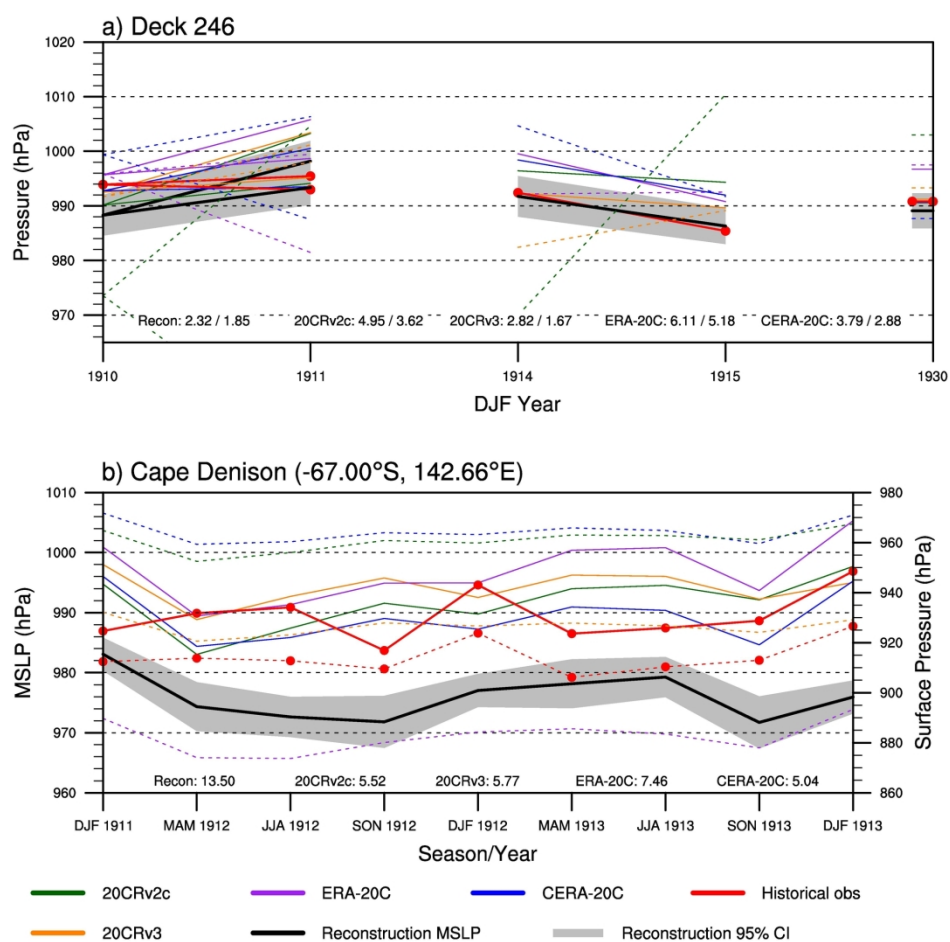 a) Deck 246
1020
1010
1000
990
980
970
Pressure (hPa)
Recon: 2.32 / 1.85 20CRv2c: 4.95 / 3.62 20CRv3: 2.82 / 1.67 ERA-20C: 6.11 / 5.18 CERA-20C: 3.79 / 2.88
1910 1911 1914 1915 1930
DJF Year
b) Cape Denison (-67.00°S, 142.66°E)
1010 980
1000 960
990 940
980 920
900
970 880
960 860
MSLP (hPa)
Surface Pressure (hPa)
Recon: 13.50 20CRv2c: 5.52 20CRv3: 5.77 ERA-20C: 7.46 CERA-20C: 5.04
DJF 1911 MAM 1912 JJA 1912 SON 1912 DJF 1912 MAM 1913 JJA 1913 SON 1913 DJF 1913
Season/Year
20CRv2c ERA-20C CERA-20C Historical obs
20CRv3 Reconstruction MSLP Reconstruction 95% CI